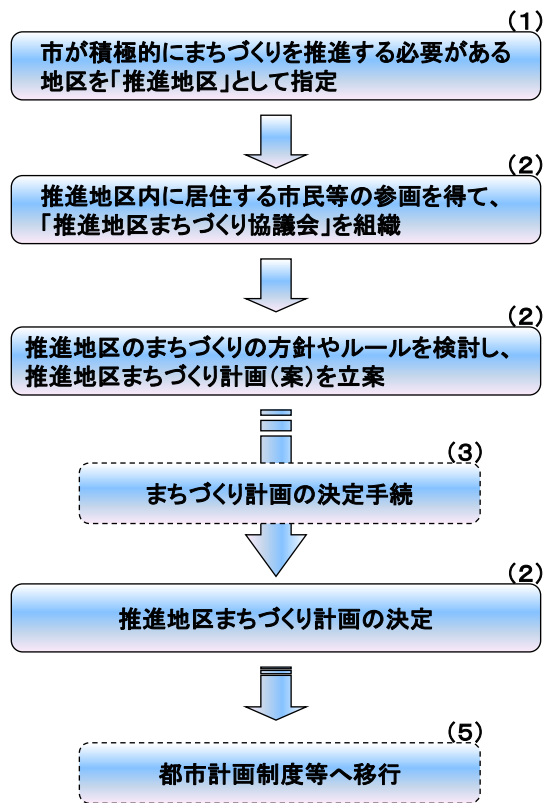 (1)
市が積極的にまちづくりを推進する必要がある
地区を「推進地区」として指定
(2)
推進地区内に居住する市民等の参画を得て、
「推進地区まちづくり協議会」を組織
(2)
推進地区のまちづくりの方針やルールを検討し、
推進地区まちづくり計画(案)を立案
(3)
まちづくり計画の決定手続
(2)
推進地区まちづくり計画の決定
(5)
都市計画制度等へ移行